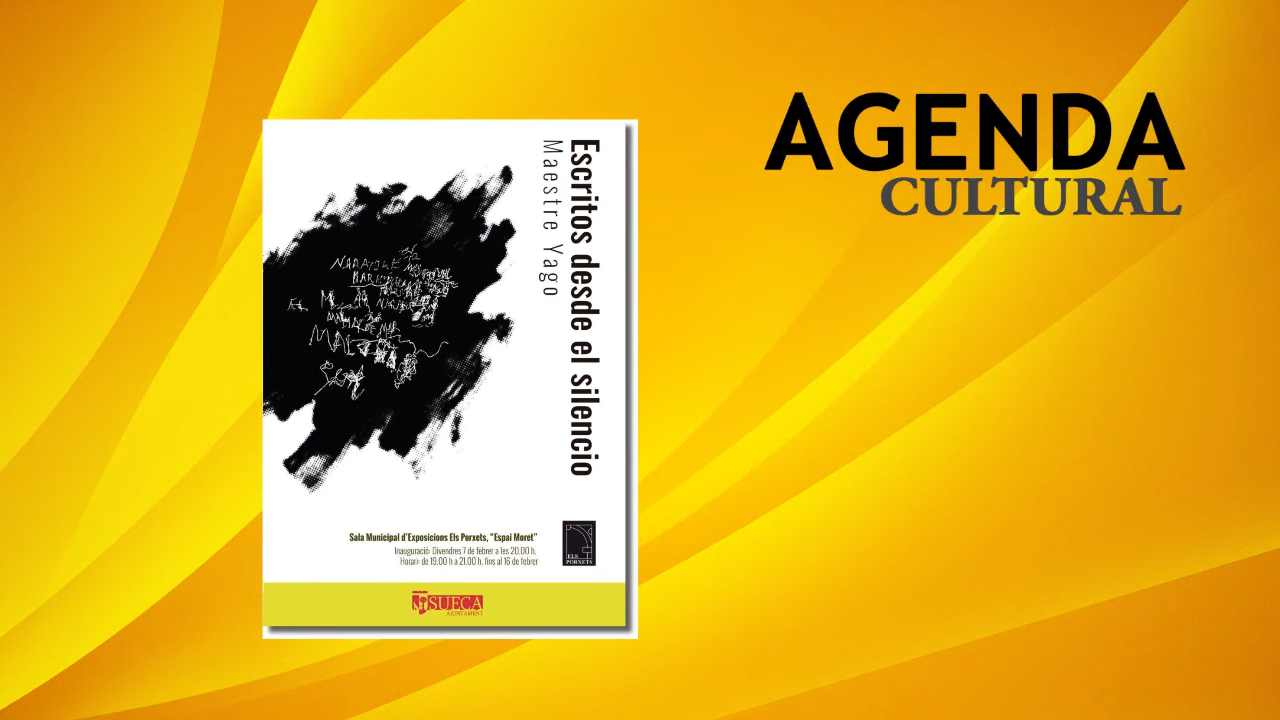 AGENDA
CULTURAL
Escritos desde el silencio
Maestre Yago
Sala Municipal d'Exposicions Els Porxets, "Espai Moret"
Inauguració: Divendres 7 de febrer a les 20.00 h.
Horari: de 19.00 h a 21.00 h. fins al 16 de febrer
ELS
PORXETS
SUECA
AJUNTAMENT